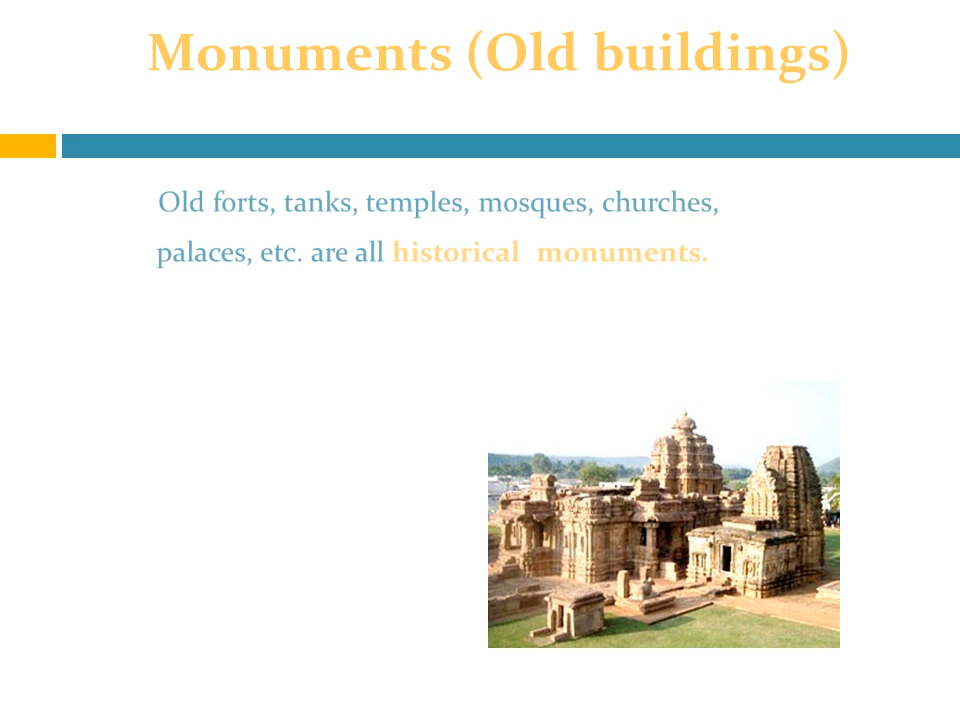 Monuments (Old buildings)
Old forts, tanks, temples, mosques, churches,
palaces, etc. are all historical monuments.